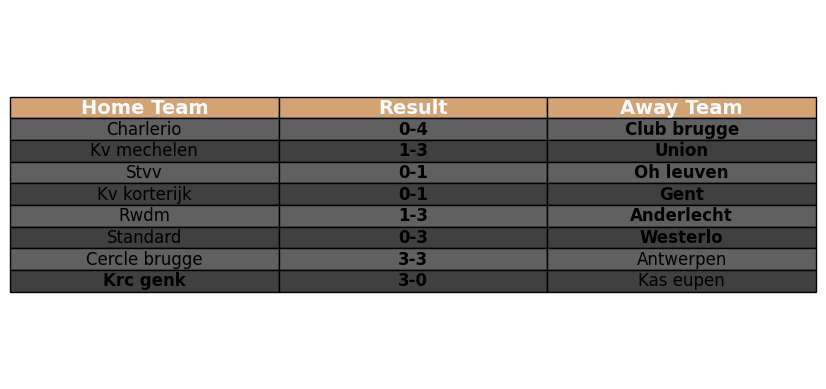 Home Team Result Away Team
Charlerio 0-4 Club brugge
Kv mechelen 1-3 Union
Stvv 0-1 Oh leuven
Kv korterijk 0-1 Gent
Rwdm 1-3 Anderlecht
Standard 0-3 Westerlo
Cercle brugge 3-3 Antwerpen
Krc genk 3-0 Kas eupen